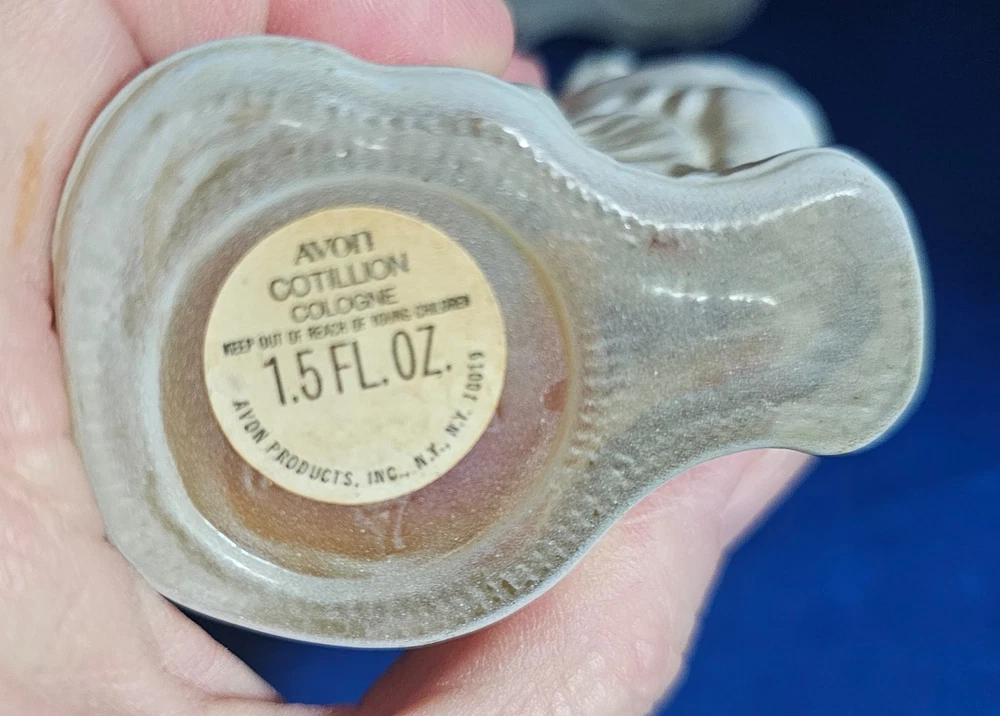 AVON
COTILLION
COLOGNE
KEEP OUT OF REACH OF YOUNG CHILDREN
1.5 FL. OZ.
AVON PRODUCTS, INC., N.Y., N.Y. 10019